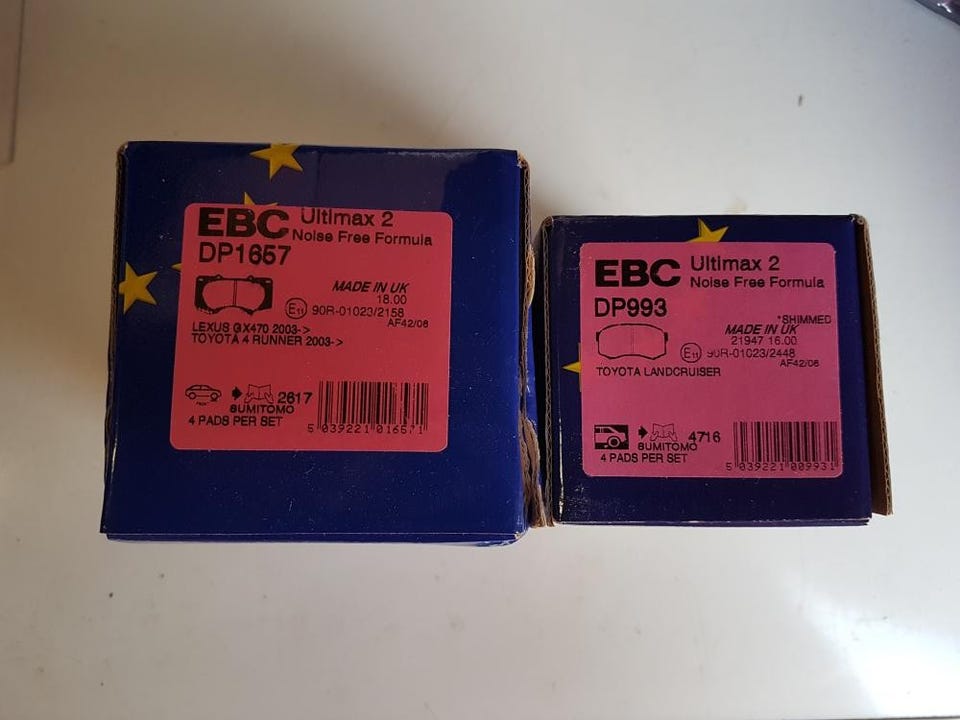 EBC Ultimax 2
Noise Free Formula
DP1657
MADE IN UK
18.00
E11 90R-01023/2158
AF42/06
LEXUS GX470 2003->
TOYOTA 4 RUNNER 2003->
2617
SUMITOMO
4 PADS PER SET
5 039221 016571
EBC Ultimax 2
Noise Free Formula
DP993
*SHIMMED
MADE IN UK
21947 16.00
E11 90R-01023/2448
AF42/06
TOYOTA LANDCRUISER
4716
SUMITOMO
4 PADS PER SET
5 039221 009931